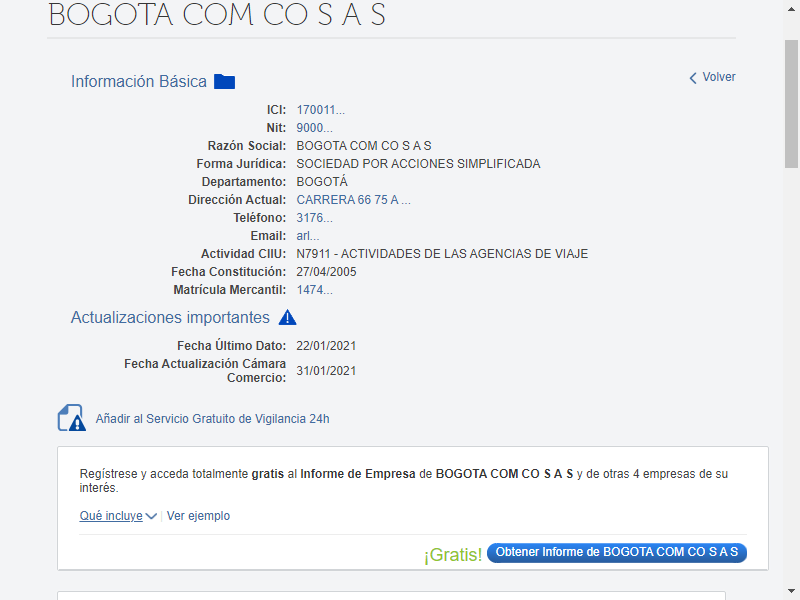 BOGOTA COM CO S A S
Información Básica
Volver
ICI: 170011...
Nit: 9000...
Razón Social: BOGOTA COM CO S A S
Forma Jurídica: SOCIEDAD POR ACCIONES SIMPLIFICADA
Departamento: BOGOTÁ
Dirección Actual: CARRERA 66 75 A ...
Teléfono: 3176...
Email: arl...
Actividad CIIU: N7911 - ACTIVIDADES DE LAS AGENCIAS DE VIAJE
Fecha Constitución: 27/04/2005
Matrícula Mercantil: 1474...
Actualizaciones importantes
Fecha Último Dato: 22/01/2021
Fecha Actualización Cámara
Comercio: 31/01/2021
Añadir al Servicio Gratuito de Vigilancia 24h
Regístrese y acceda totalmente gratis al Informe de Empresa de BOGOTA COM CO S A S y de otras 4 empresas de su
interés.
Qué incluye | Ver ejemplo
¡Gratis! Obtener Informe de BOGOTA COM CO S A S